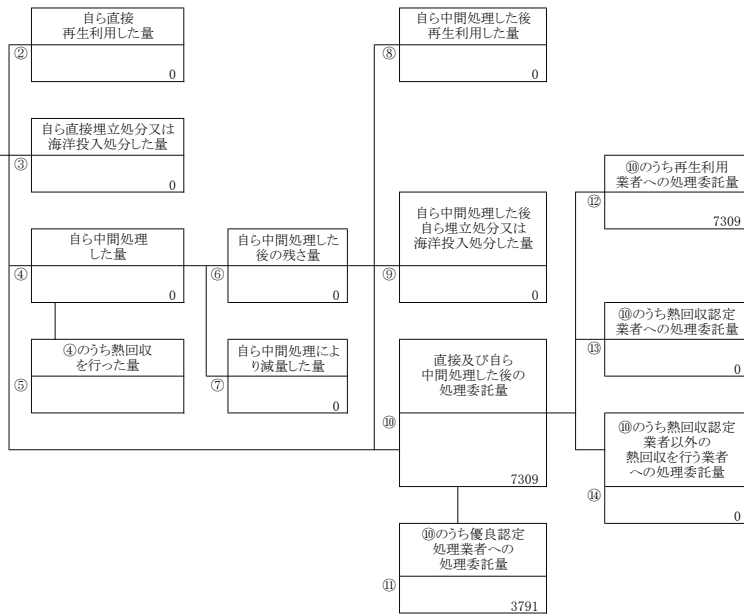 自ら直接
再生利用した量
②
0
自ら直接埋立処分又は
海洋投入処分した量
③
0
自ら中間処理
した量
④
0
④のうち熱回収
を行った量
⑤
自ら中間処理した
後の残さ量
⑥
0
自ら中間処理によ
り減量した量
⑦
0
自ら中間処理した後
再生利用した量
⑧
0
自ら中間処理した後
自ら埋立処分又は
海洋投入処分した量
⑨
0
直接及び自ら
中間処理した後の
処理委託量
⑩
7309
⑩のうち優良認定
処理業者への
処理委託量
⑪
3791
⑩のうち再生利用
業者への処理委託量
⑫
7309
⑩のうち熱回収認定
業者への処理委託量
⑬
0
⑩のうち熱回収認定
業者以外の
熱回収を行う業者
への処理委託量
⑭
0